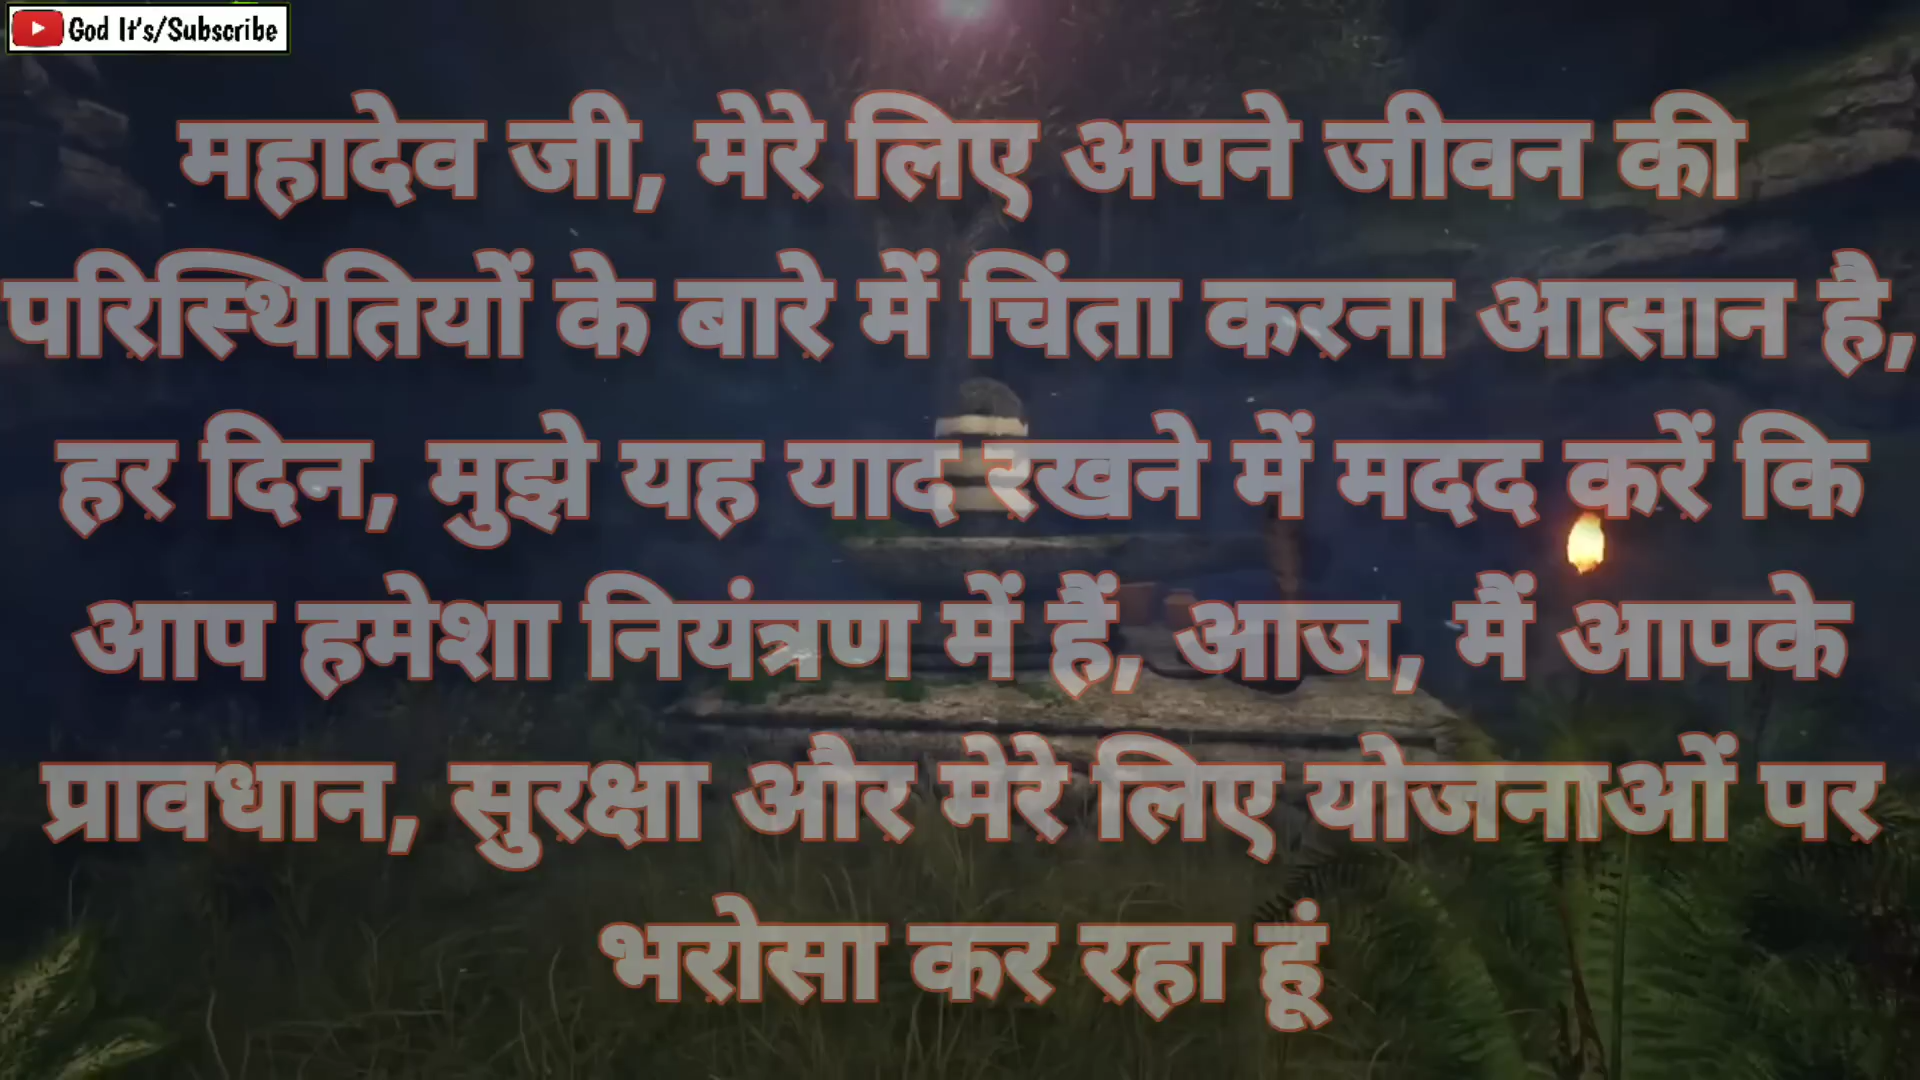 God It's/Subscribe
महादेव जी, मेरे लिए अपने जीवन की
परिस्थितियों के बारे में चिंता करना आसान है,
हर दिन, मुझे यह याद रखने में मदद करें कि
आप हमेशा नियंत्रण में हैं, आज, मैं आपके
प्रावधान, सुरक्षा और मेरे लिए योजनाओं पर
भरोसा कर रहा हूं